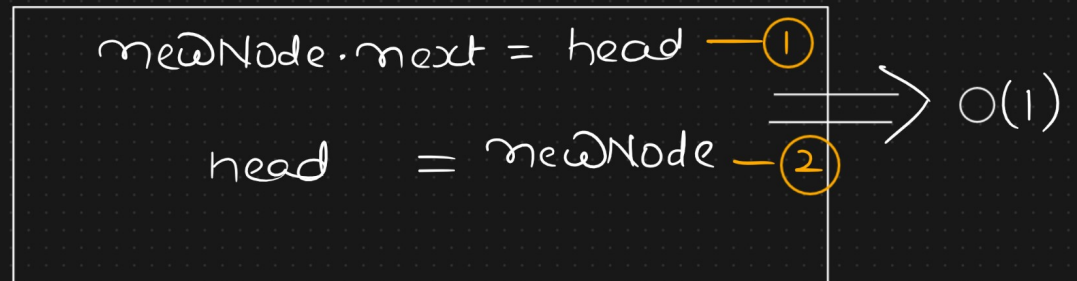 newNode.next = head — 1
O(1)
head = newNode — 2